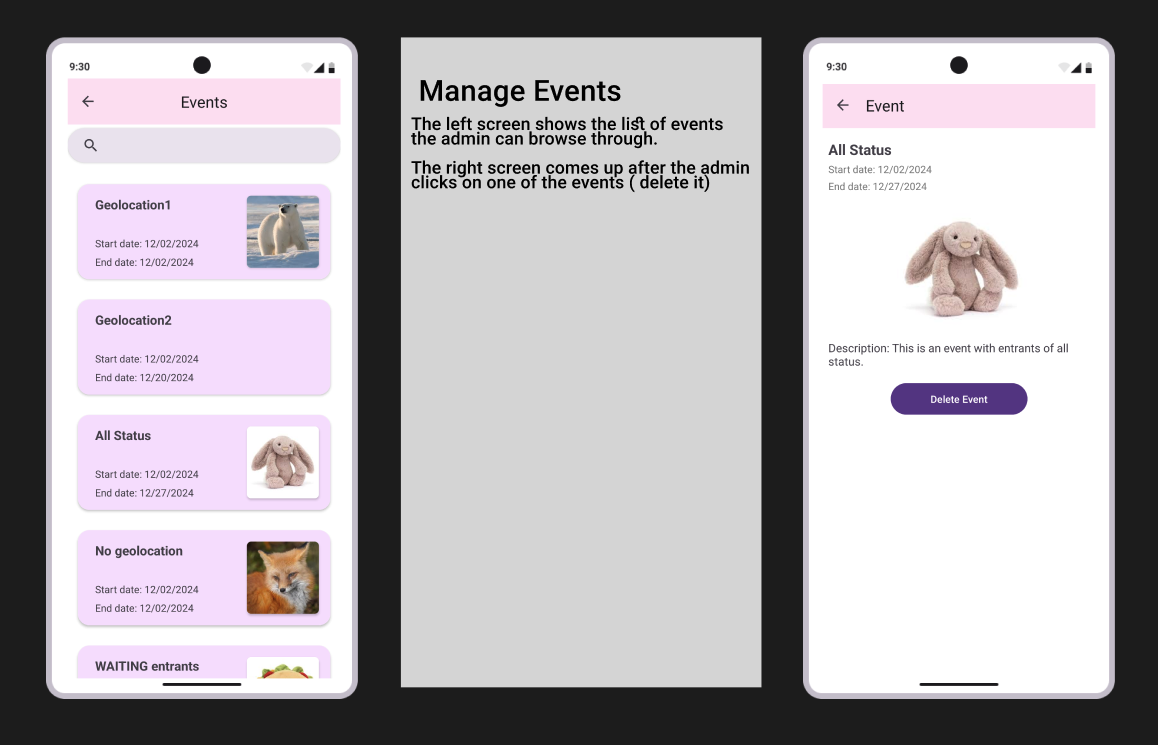 9:30
Events
Geolocation1
Start date: 12/02/2024
End date: 12/02/2024
Geolocation2
Start date: 12/02/2024
End date: 12/20/2024
All Status
Start date: 12/02/2024
End date: 12/27/2024
No geolocation
Start date: 12/02/2024
End date: 12/02/2024
WAITING entrants
Manage Events
The left screen shows the list of events
the admin can browse through.
The right screen comes up after the admin
clicks on one of the events ( delete it)
9:30
Event
All Status
Start date: 12/02/2024
End date: 12/27/2024
Description: This is an event with entrants of all
status.
Delete Event